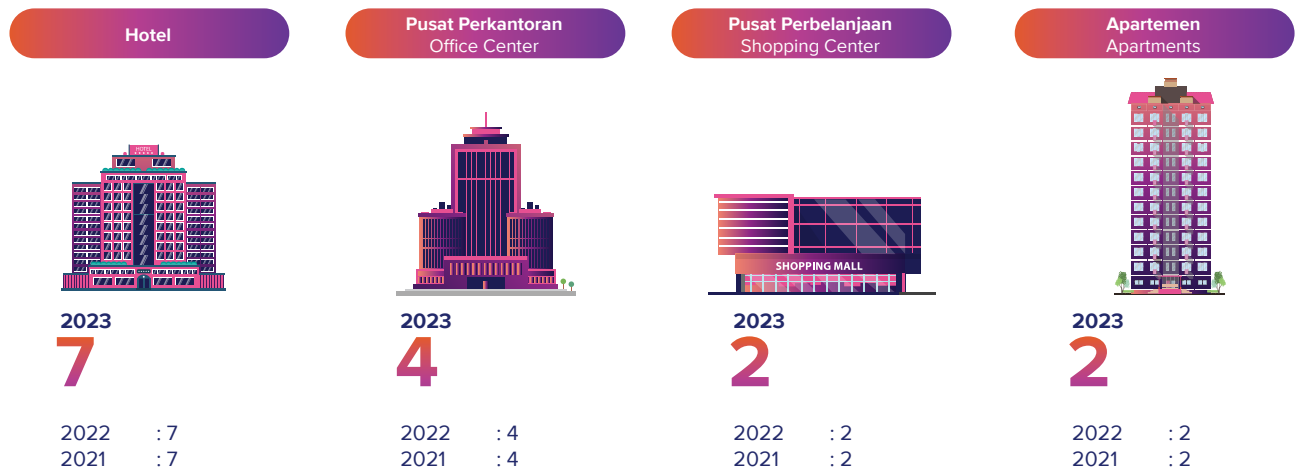 Hotel
Pusat Perkantoran
Office Center
Pusat Perbelanjaan
Shopping Center
Apartemen
Apartments
HOTEL
SHOPPING MALL
2023
7
2022 : 7
2021 : 7
2023
4
2022 : 4
2021 : 4
2023
2
2022 : 2
2021 : 2
2023
2
2022 : 2
2021 : 2